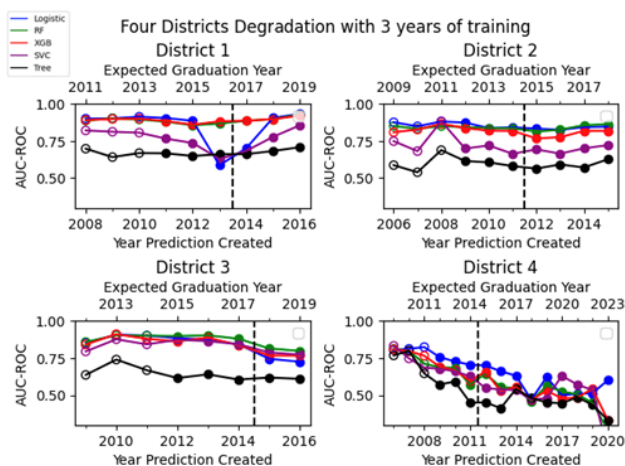 Four Districts Degradation with 3 years of training
Logistic
RF
XGB
SVC
Tree
District 1
Expected Graduation Year
2011 2013 2015 2017 2019
1.00
0.75
0.50
AUC-ROC
2008 2010 2012 2014 2016
Year Prediction Created
District 2
Expected Graduation Year
2009 2011 2013 2015 2017
1.00
0.75
0.50
AUC-ROC
2006 2008 2010 2012 2014
Year Prediction Created
District 3
Expected Graduation Year
2013 2015 2017 2019
1.00
0.75
0.50
AUC-ROC
2010 2012 2014 2016
Year Prediction Created
District 4
Expected Graduation Year
2011 2014 2017 2020 2023
1.00
0.75
0.50
AUC-ROC
2008 2011 2014 2017 2020
Year Prediction Created